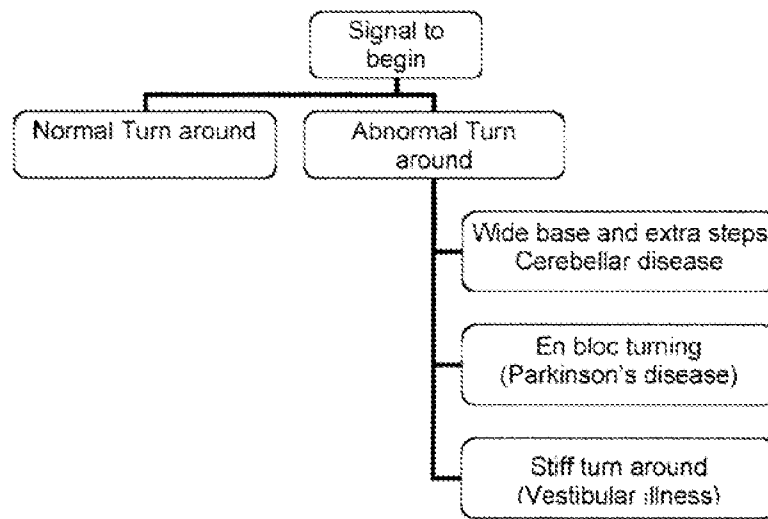 Signal to
begin
Normal Turn around
Abnormal Turn
around
Wide base and extra steps
Cerebellar disease
En bloc turning
(Parkinson's disease)
Stiff turn around
(Vestibular illness)